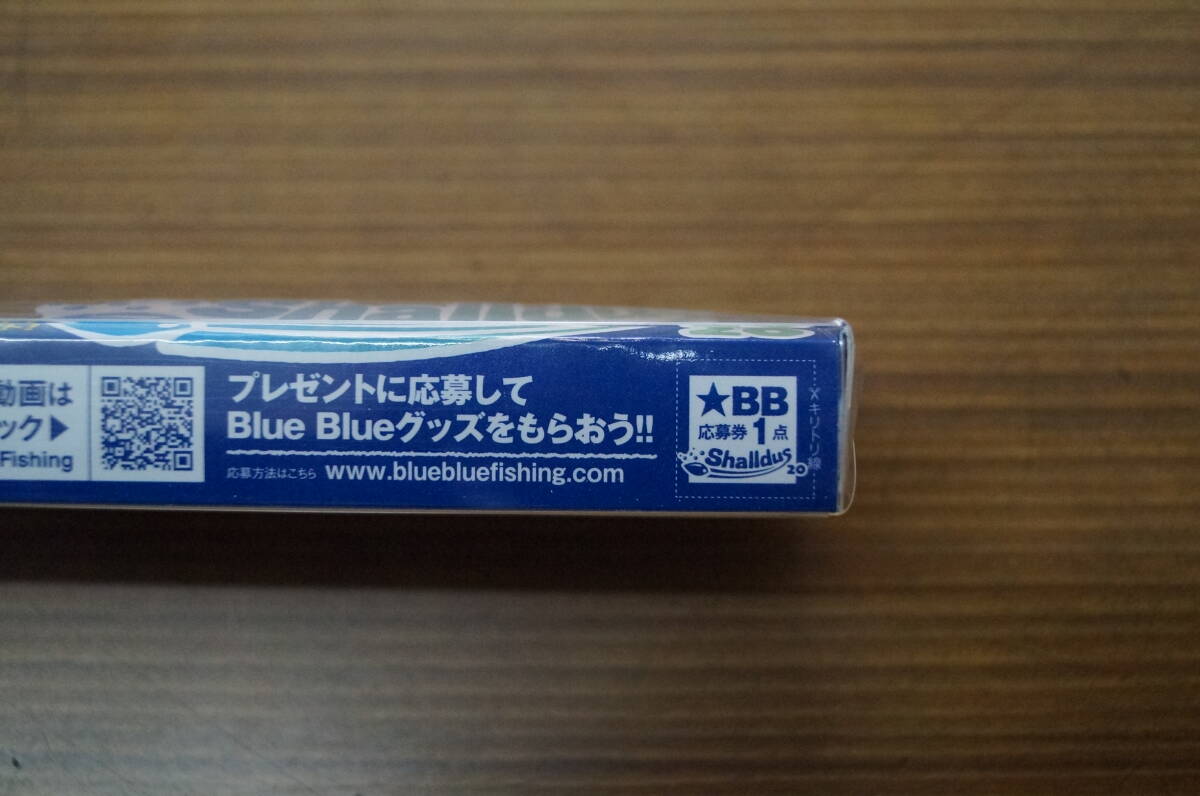 Shalldus
20
動画は
ック▶
Fishing
プレゼントに応募して
Blue Blueグッズをもらおう!!
応募方法はこちら www.bluebluefishing.com
★BB
応募券 1点
Shalldus
20
キリトリ線